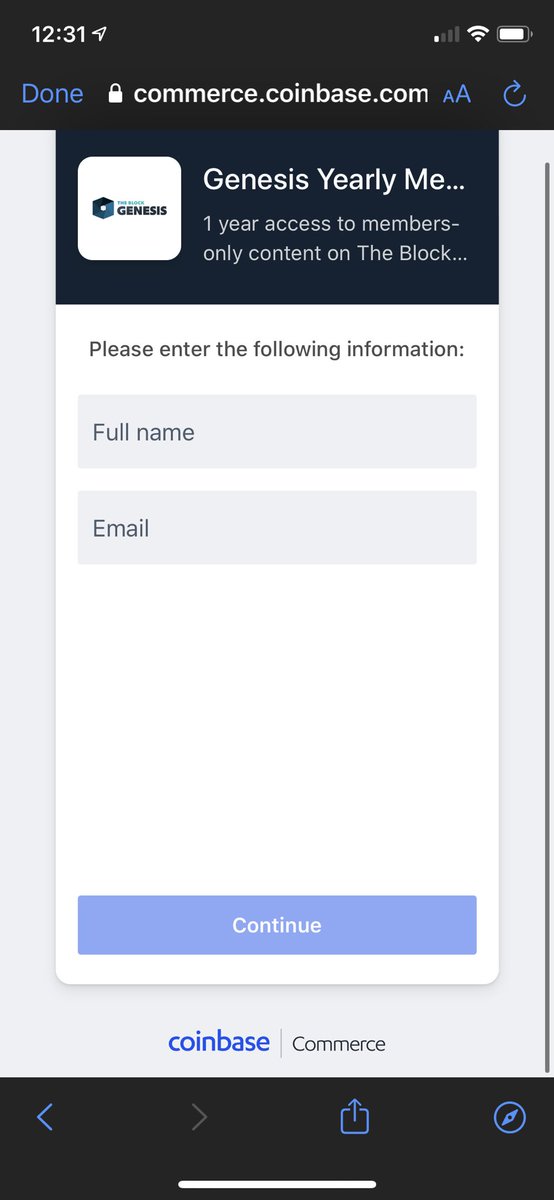 12:31
Done commerce.coinbase.com AA
THE BLOCK
GENESIS
Genesis Yearly Me...
1 year access to members-
only content on The Block...
Please enter the following information:
Full name
Email
Continue
coinbase | Commerce